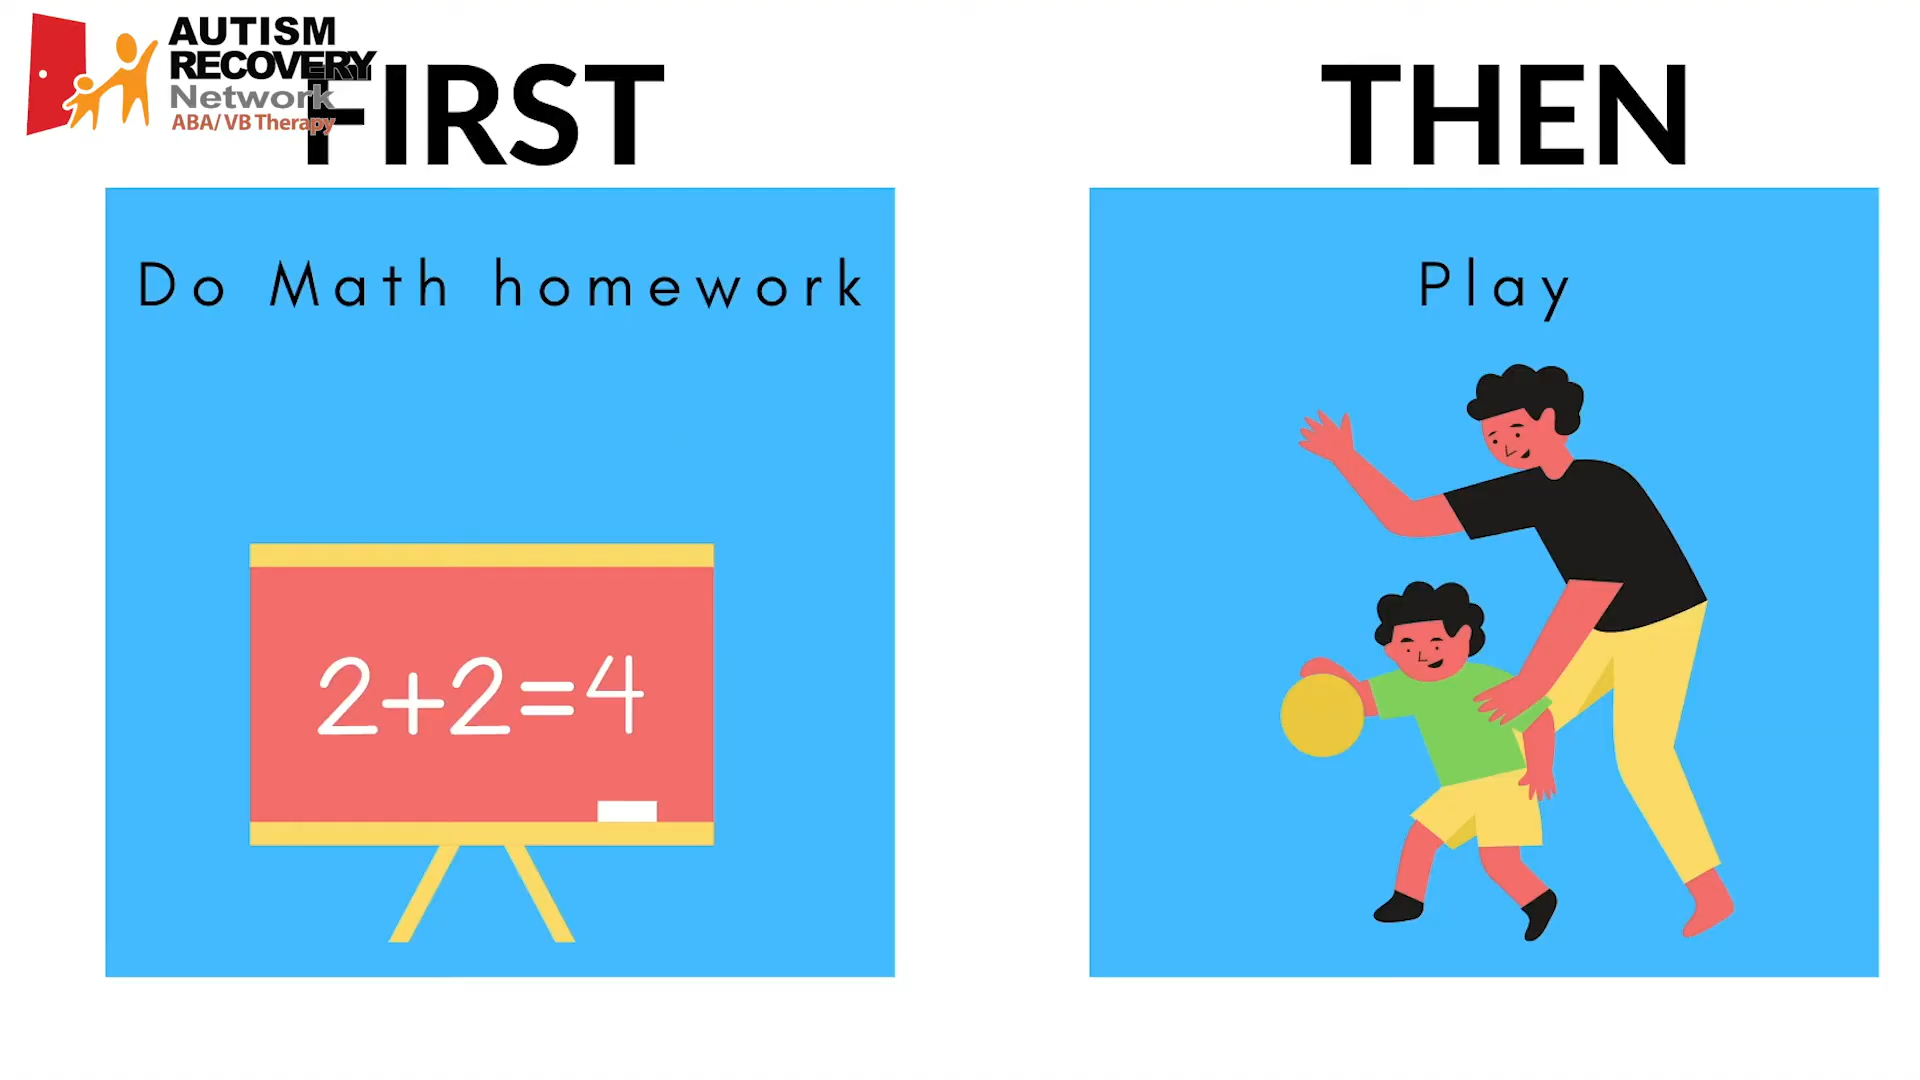 AUTISM
RECOVERY
Network
ABA/ VB Therapy
FIRST
THEN
Do Math homework
Play
2+2=4